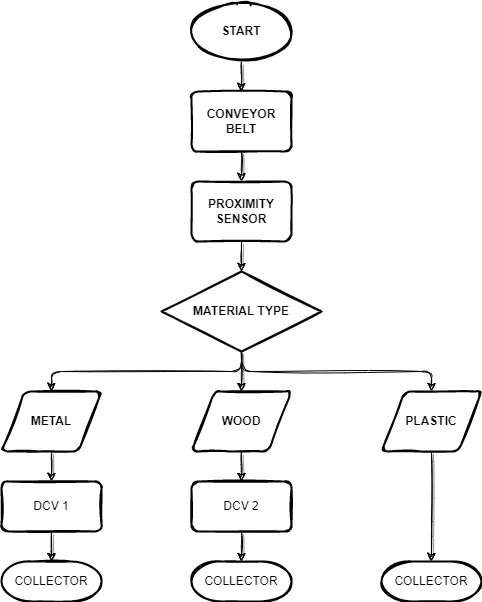 START
CONVEYOR
BELT
PROXIMITY
SENSOR
MATERIAL TYPE
METAL
WOOD
PLASTIC
DCV 1
DCV 2
COLLECTOR
COLLECTOR
COLLECTOR